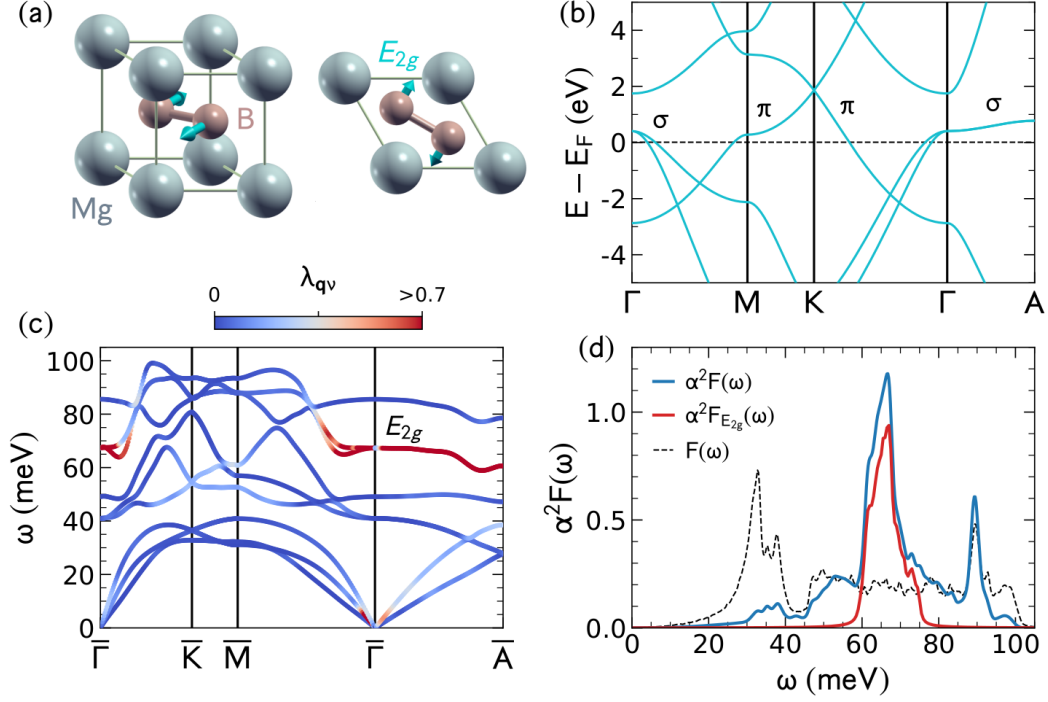 (a)
E2g
B
Mg
(b)
E − EF (eV)
4
2
0
-2
-4
σ
π
π
σ
Γ
M
K
Γ
A
λqν
0
>0.7
(c)
ω (meV)
100
80
60
40
20
0
E2g
Γ̅
K̅
M̅
Γ̅
A̅
(d)
α²F(ω)
1.0
0.5
0.0
α²F(ω)
α²FE2g(ω)
F(ω)
0
20
40
60
80
100
ω (meV)